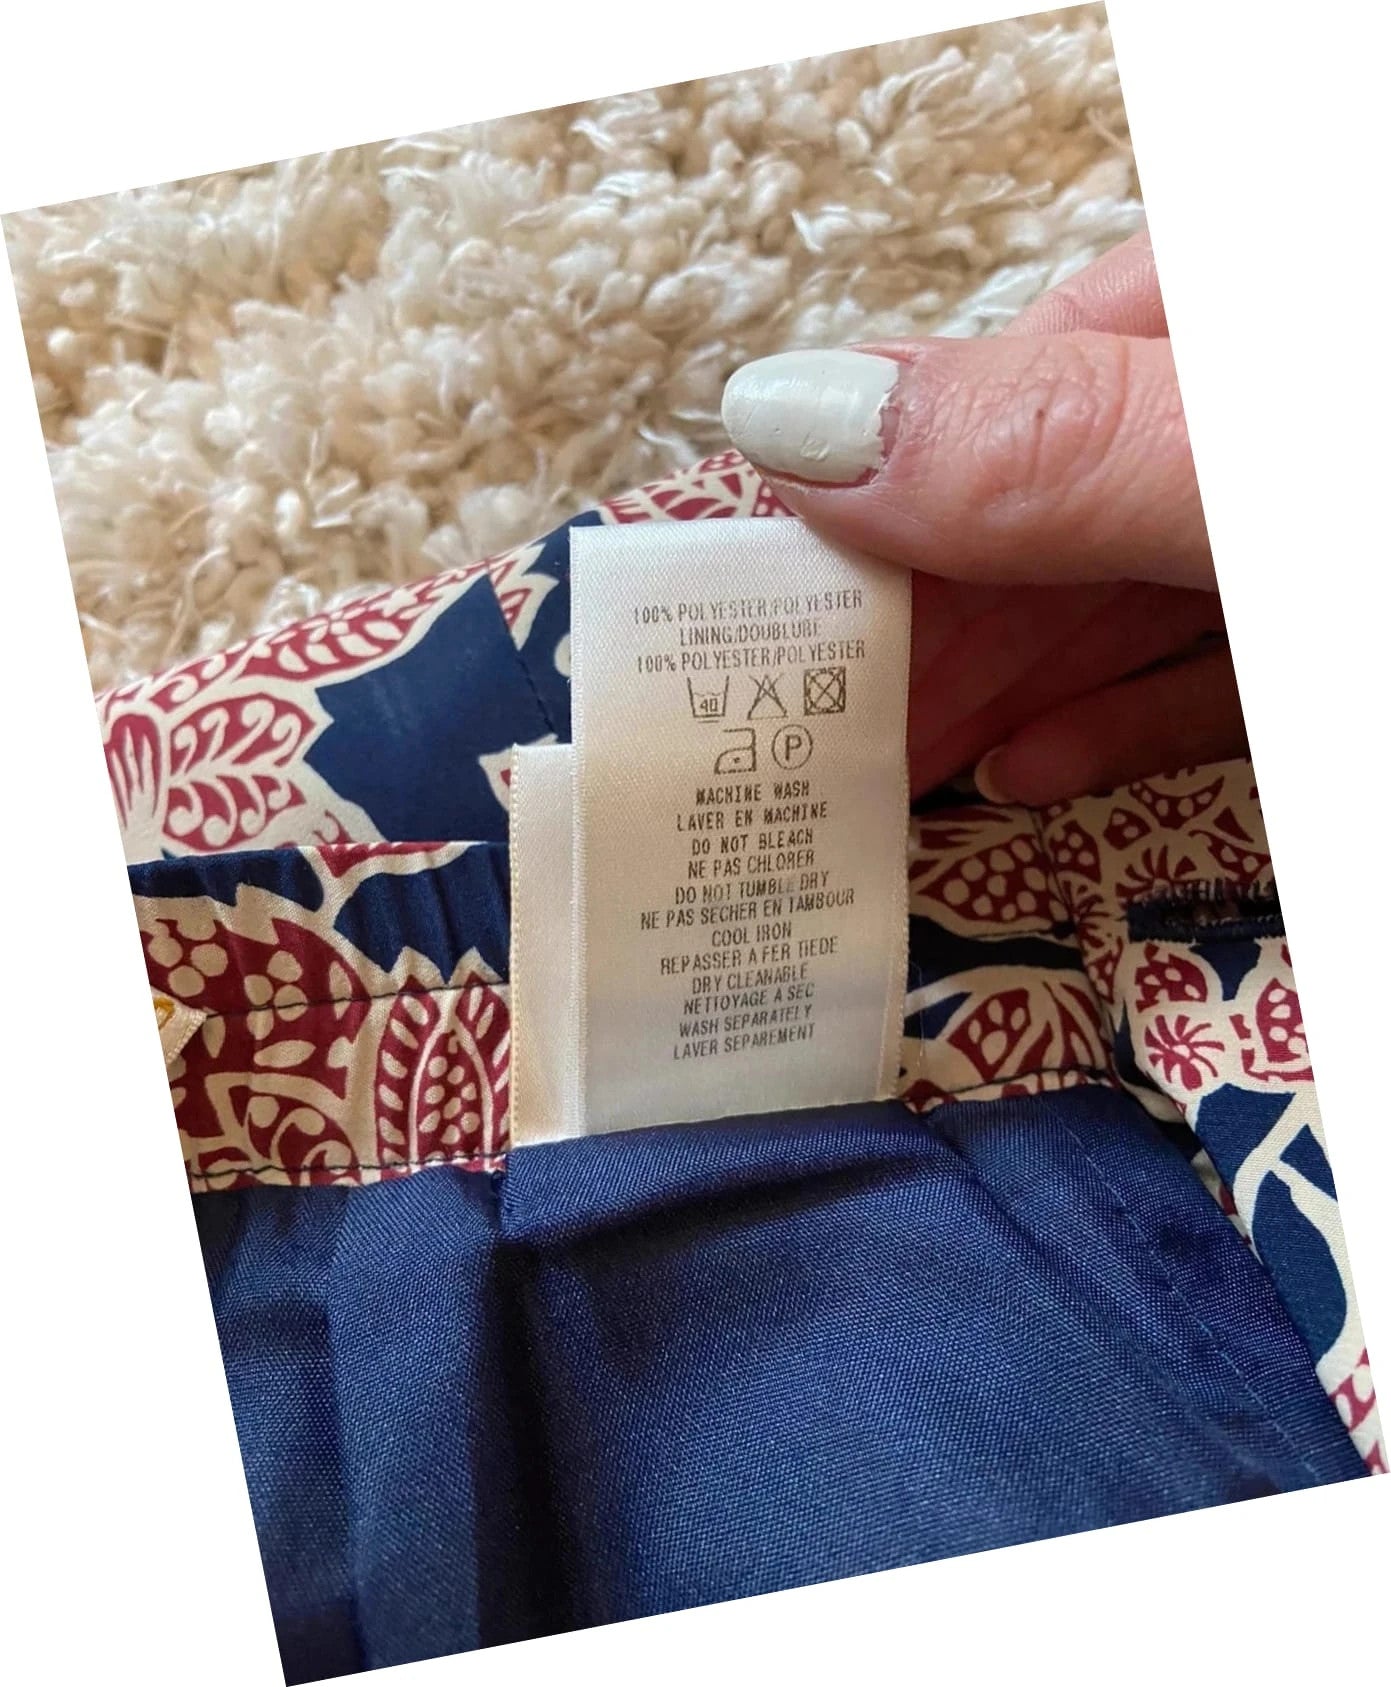 100% POLYESTER/POLYESTER
LINING/DOUBLURE
100% POLYESTER/POLYESTER
40
P
MACHINE WASH
LAVER EN MACHINE
DO NOT BLEACH
NE PAS CHLORER
DO NOT TUMBLE DRY
NE PAS SECHER EN TAMBOUR
COOL IRON
REPASSER A FER TIEDE
DRY CLEANABLE
NETTOYAGE A SEC
WASH SEPARATELY
LAVER SEPAREMENT